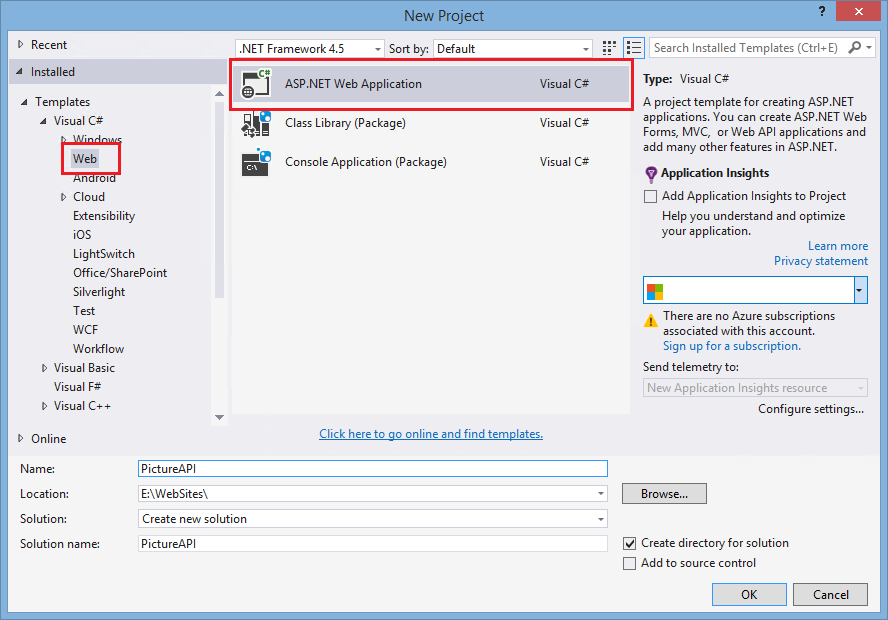 New Project
?
Recent
Installed
Templates
Visual C#
Windows
Web
Android
Cloud
Extensibility
iOS
LightSwitch
Office/SharePoint
Silverlight
Test
WCF
Workflow
Visual Basic
Visual F#
Visual C++
Online
.NET Framework 4.5 Sort by: Default
C# ASP.NET Web Application Visual C#
Class Library (Package) Visual C#
C:\ Console Application (Package) Visual C#
Click here to go online and find templates.
Search Installed Templates (Ctrl+E)
Type: Visual C#
A project template for creating ASP.NET
applications. You can create ASP.NET Web
Forms, MVC, or Web API applications and
add many other features in ASP.NET.
Application Insights
Add Application Insights to Project
Help you understand and optimize
your application.
Learn more
Privacy statement
There are no Azure subscriptions
associated with this account.
Sign up for a subscription.
Send telemetry to:
New Application Insights resource
Configure settings...
Name: PictureAPI
Location: E:\WebSites\ Browse...
Solution: Create new solution
Solution name: PictureAPI
Create directory for solution
Add to source control
OK Cancel